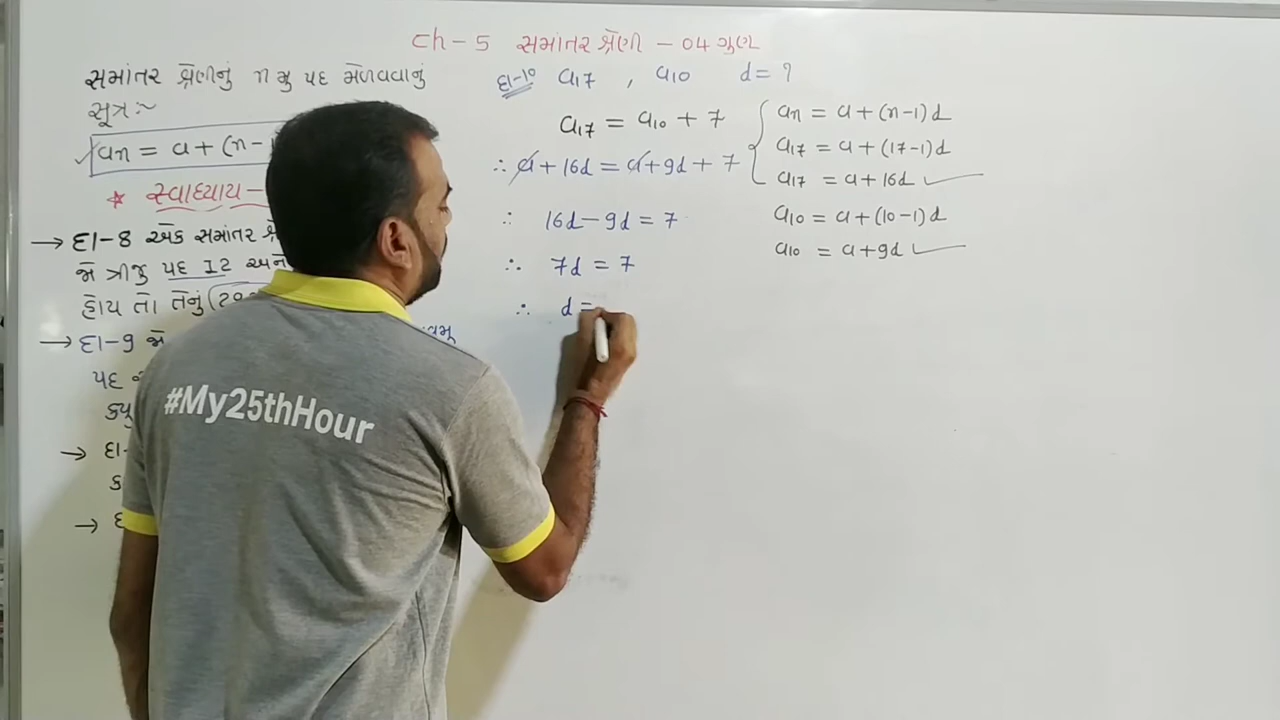 Ch - 5 સમાંતર શ્રેણી - 04 ગુણ
સમાંતર શ્રેણીનું n મુ પદ મેળવવાનું
સૂત્ર:-
an = a + (n-1
* સ્વાધ્યાય -
→ દા-8 એક સમાંતર
જો ત્રીજુ પદ 12 અને
હોય તો તેનું
→ દા-9 જો
પદ
→ દા-
ક
→
દા-10 a17 , a10 d = ?
a17 = a10 + 7
∴ a + 16d = a + 9d + 7
∴ 16d - 9d = 7
∴ 7d = 7
∴ d =
an = a + (n-1)d
a17 = a + (17-1)d
a17 = a + 16d
a10 = a + (10-1)d
a10 = a + 9d
#My25thHour